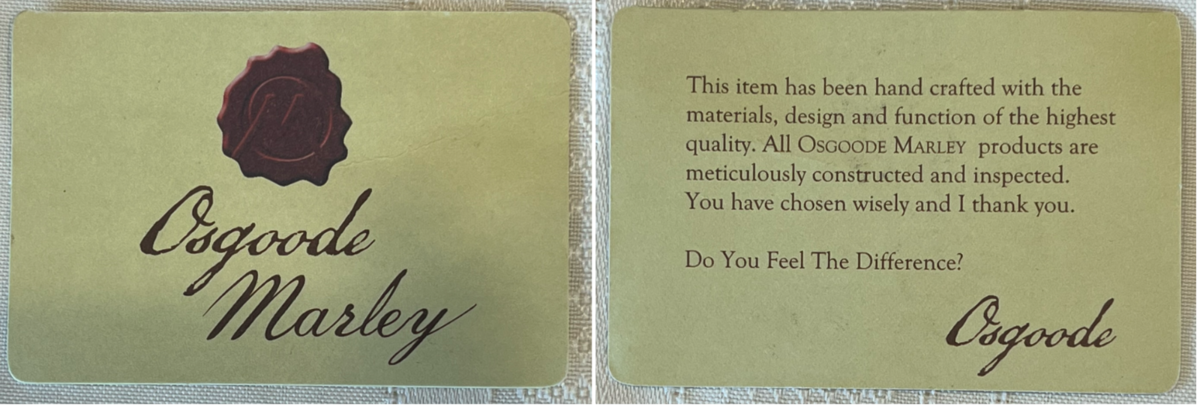 Osgoode
Marley
This item has been hand crafted with the
materials, design and function of the highest
quality. All OSGOODE MARLEY products are
meticulously constructed and inspected.
You have chosen wisely and I thank you.
Do You Feel The Difference?
Osgoode